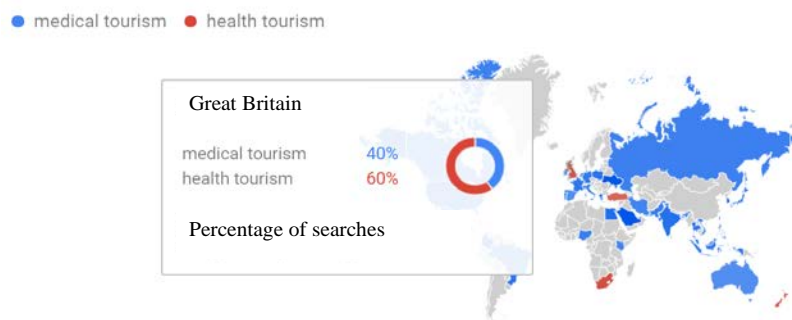 medical tourism health tourism
Great Britain
medical tourism 40%
health tourism 60%
Percentage of searches